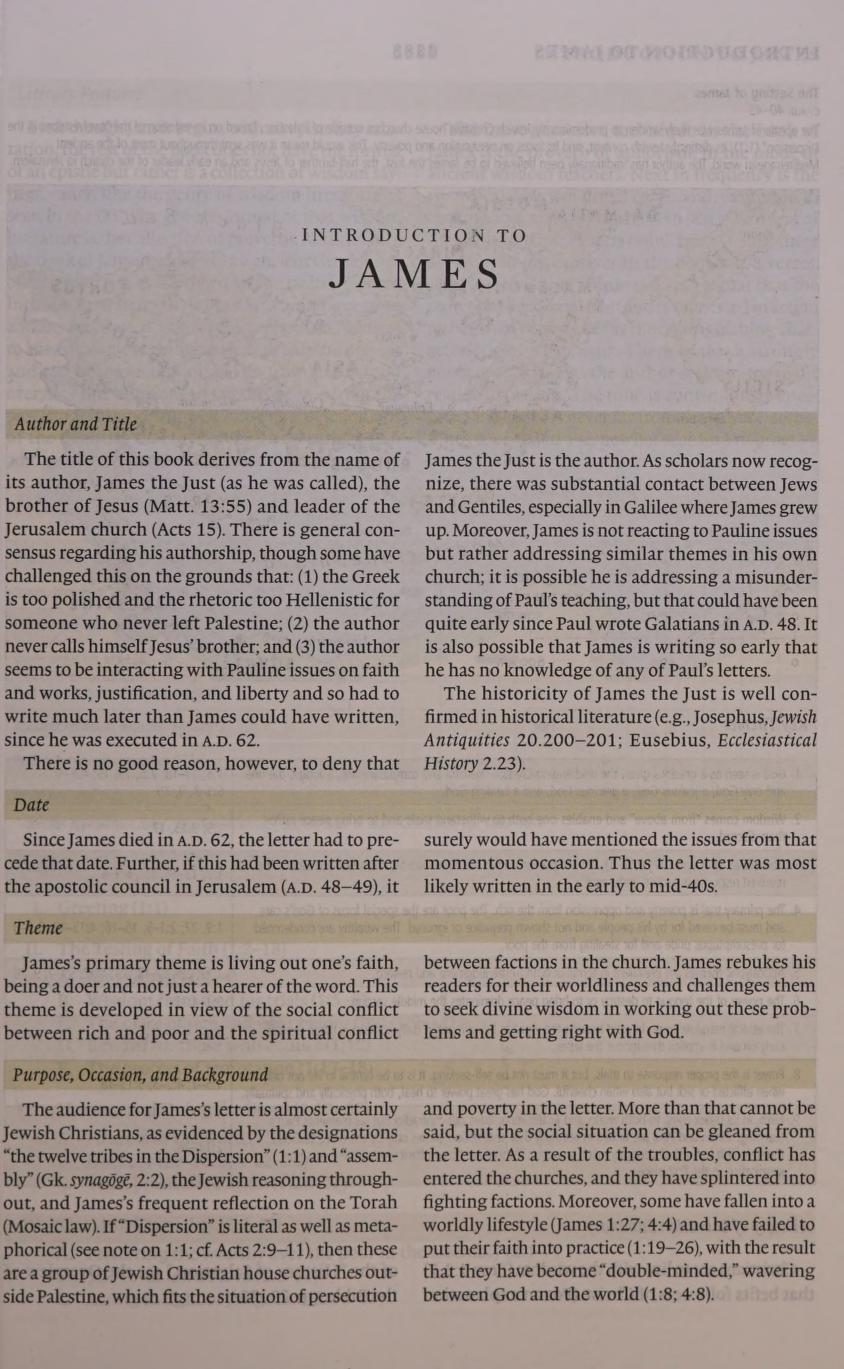 INTRODUCTION TO
JAMES
Author and Title
The title of this book derives from the name of
its author, James the Just (as he was called), the
brother of Jesus (Matt. 13:55) and leader of the
Jerusalem church (Acts 15). There is general con-
sensus regarding his authorship, though some have
challenged this on the grounds that: (1) the Greek
is too polished and the rhetoric too Hellenistic for
someone who never left Palestine; (2) the author
never calls himself Jesus’ brother; and (3) the author
seems to be interacting with Pauline issues on faith
and works, justification, and liberty and so had to
write much later than James could have written,
since he was executed in A.D. 62.
There is no good reason, however, to deny that
James the Just is the author. As scholars now recog-
nize, there was substantial contact between Jews
and Gentiles, especially in Galilee where James grew
up. Moreover, James is not reacting to Pauline issues
but rather addressing similar themes in his own
church; it is possible he is addressing a misunder-
standing of Paul’s teaching, but that could have been
quite early since Paul wrote Galatians in A.D. 48. It
is also possible that James is writing so early that
he has no knowledge of any of Paul’s letters.
The historicity of James the Just is well con-
firmed in historical literature (e.g., Josephus, Jewish
Antiquities 20.200–201; Eusebius, Ecclesiastical
History 2.23).
Date
Since James died in A.D. 62, the letter had to pre-
cede that date. Further, if this had been written after
the apostolic council in Jerusalem (A.D. 48–49), it
surely would have mentioned the issues from that
momentous occasion. Thus the letter was most
likely written in the early to mid-40s.
Theme
James’s primary theme is living out one’s faith,
being a doer and not just a hearer of the word. This
theme is developed in view of the social conflict
between rich and poor and the spiritual conflict
between factions in the church. James rebukes his
readers for their worldliness and challenges them
to seek divine wisdom in working out these prob-
lems and getting right with God.
Purpose, Occasion, and Background
The audience for James’s letter is almost certainly
Jewish Christians, as evidenced by the designations
“the twelve tribes in the Dispersion” (1:1) and “assem-
bly” (Gk. synagōgē, 2:2), the Jewish reasoning through-
out, and James’s frequent reflection on the Torah
(Mosaic law). If “Dispersion” is literal as well as meta-
phorical (see note on 1:1; cf. Acts 2:9–11), then these
are a group of Jewish Christian house churches out-
side Palestine, which fits the situation of persecution
and poverty in the letter. More than that cannot be
said, but the social situation can be gleaned from
the letter. As a result of the troubles, conflict has
entered the churches, and they have splintered into
fighting factions. Moreover, some have fallen into a
worldly lifestyle (James 1:27; 4:4) and have failed to
put their faith into practice (1:19–26), with the result
that they have become “double-minded,” wavering
between God and the world (1:8; 4:8).